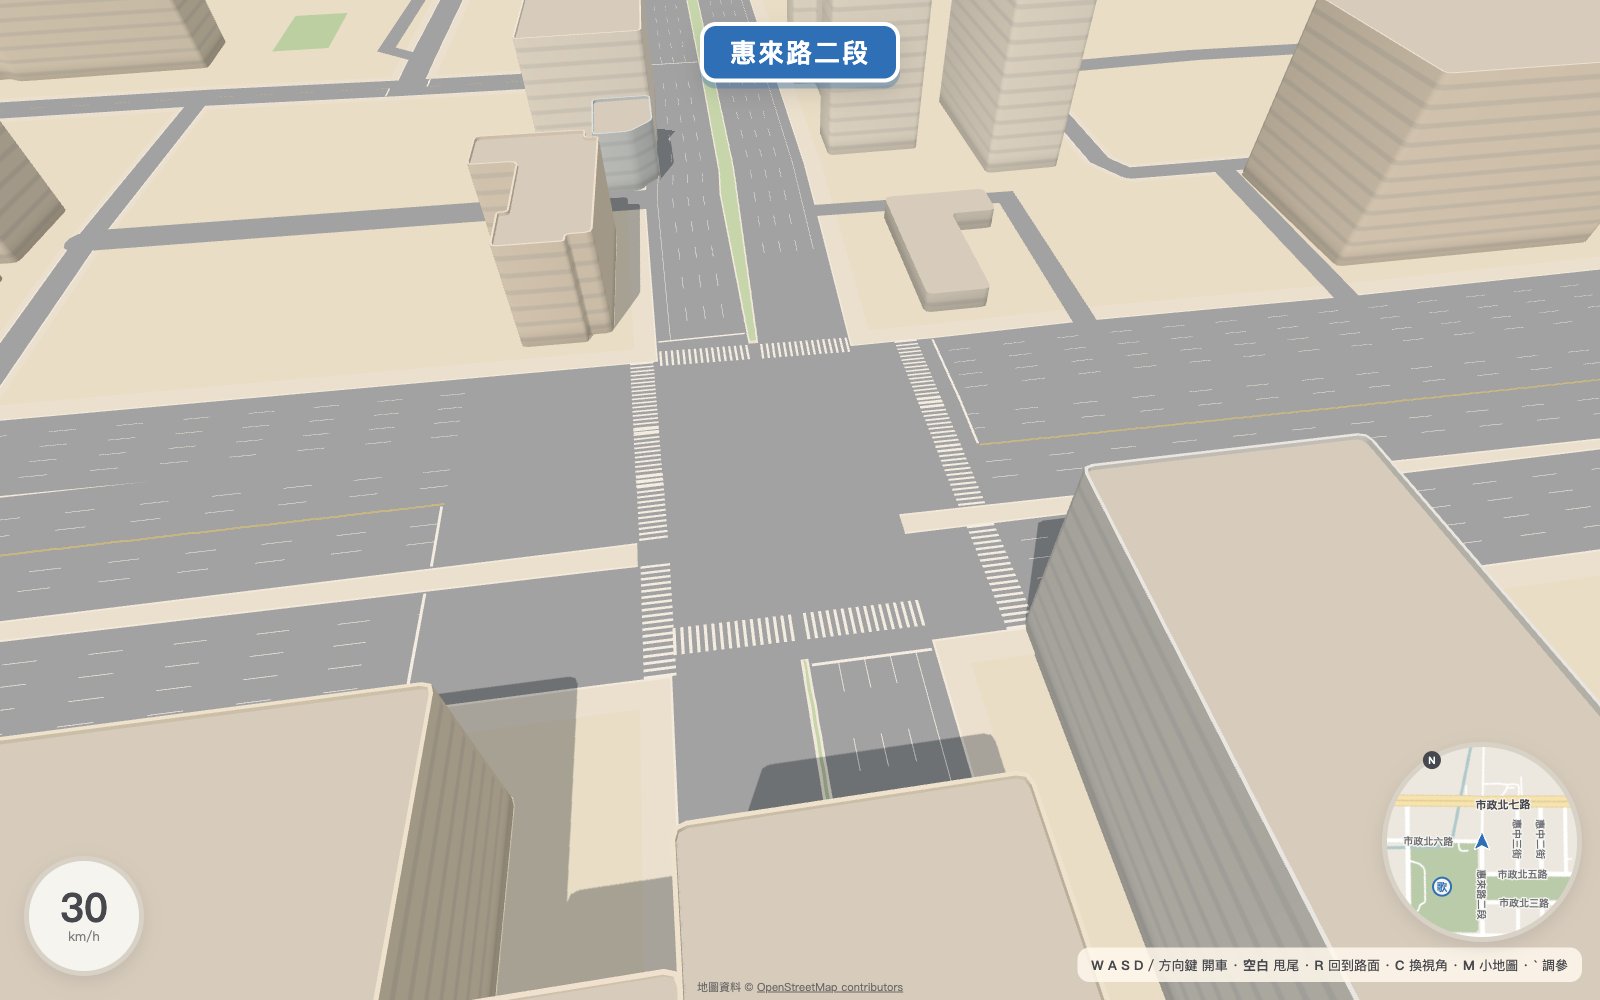 惠來路二段
N
市政北七路
惠中三街
惠中二街
市政北六路
市政北五路
歌
惠來路二段
市政北三路
30
km/h
W A S D / 方向鍵 開車 · 空白 甩尾 · R 回到路面 · C 換視角 · M 小地圖 · ` 調參
地圖資料 © OpenStreetMap contributors